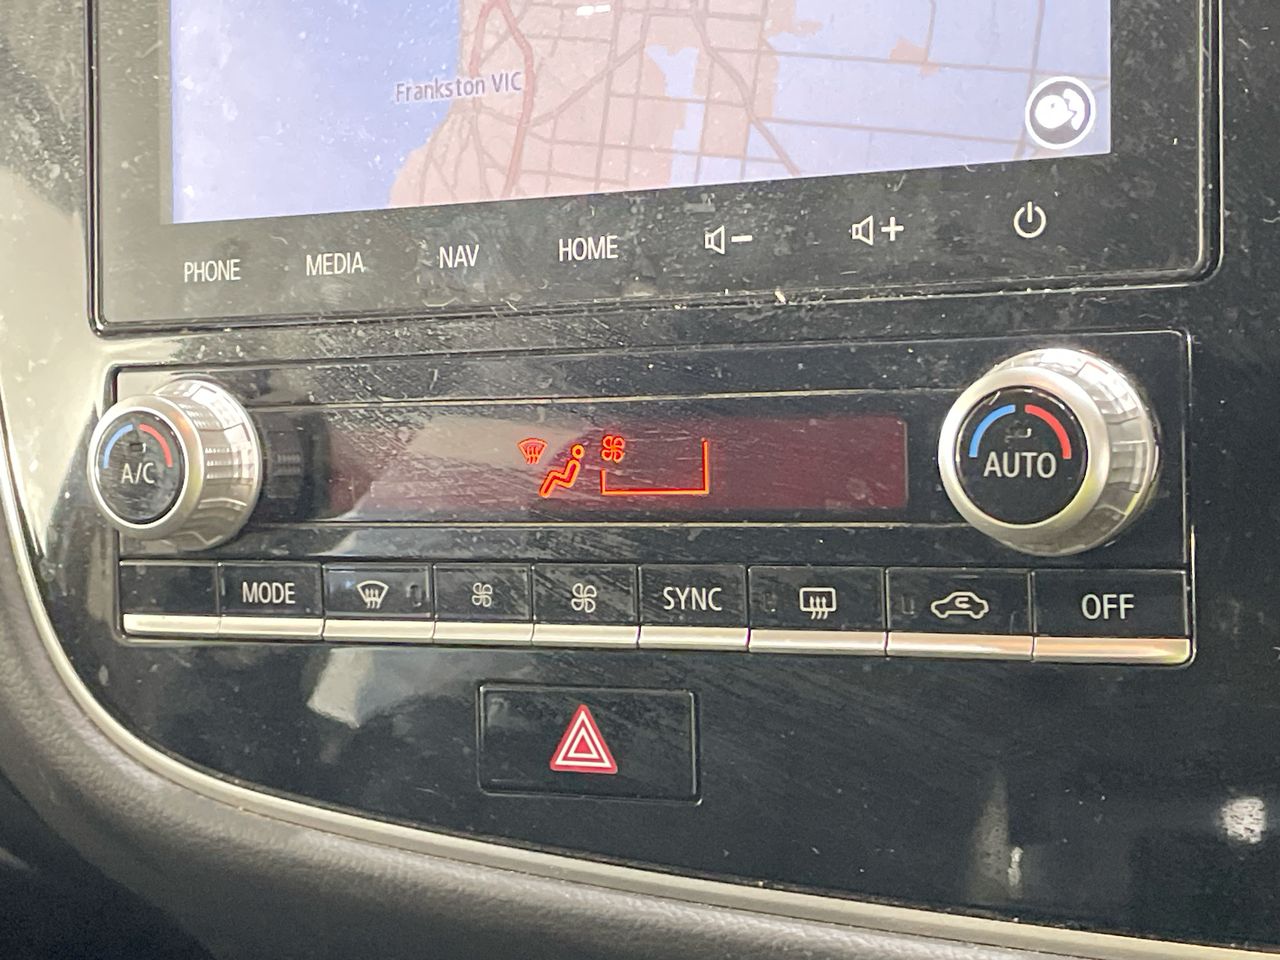 Frankston VIC
PHONE
MEDIA
NAV
HOME
A/C
AUTO
MODE
SYNC
OFF